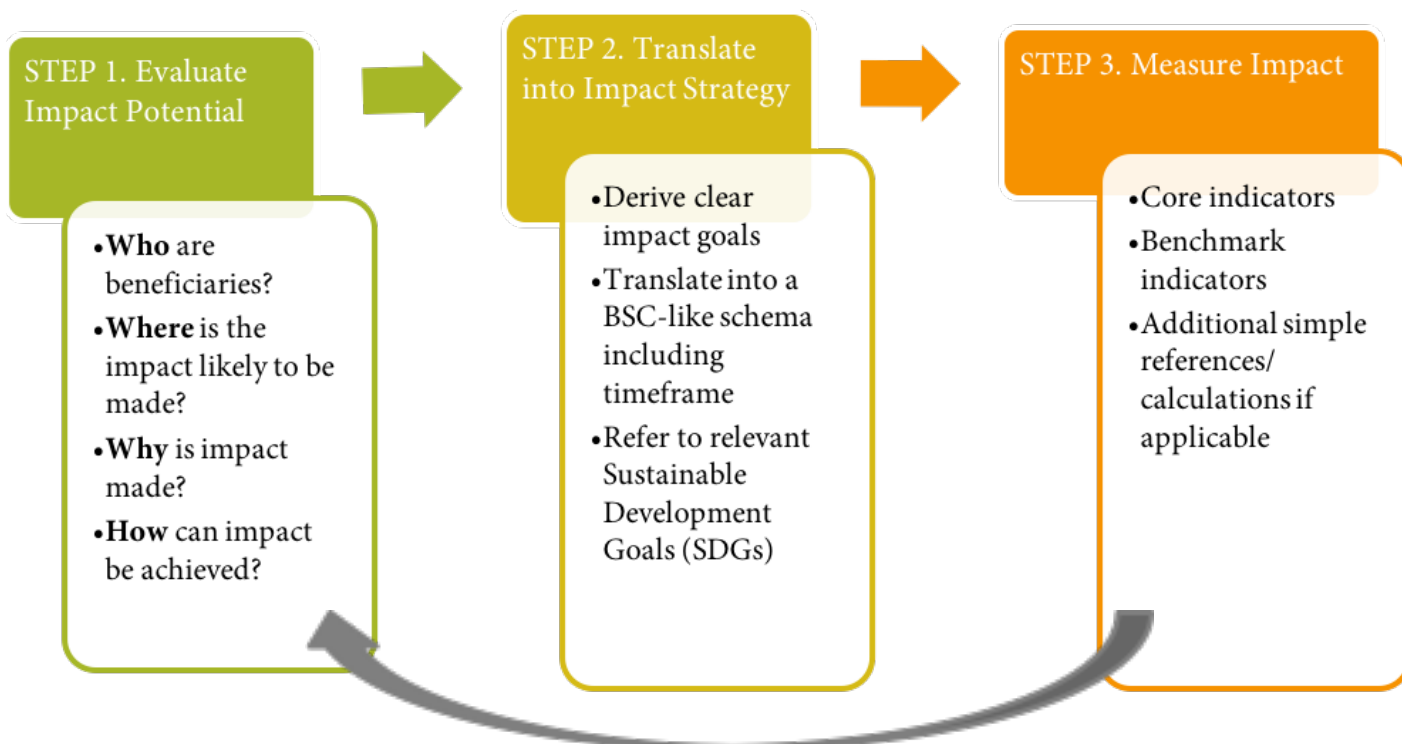 STEP 1. Evaluate
Impact Potential
•Who are
beneficiaries?
•Where is the
impact likely to be
made?
•Why is impact
made?
•How can impact
be achieved?
STEP 2. Translate
into Impact Strategy
•Derive clear
impact goals
•Translate into a
BSC-like schema
including
timeframe
•Refer to relevant
Sustainable
Development
Goals (SDGs)
STEP 3. Measure Impact
•Core indicators
•Benchmark
indicators
•Additional simple
references/
calculations if
applicable